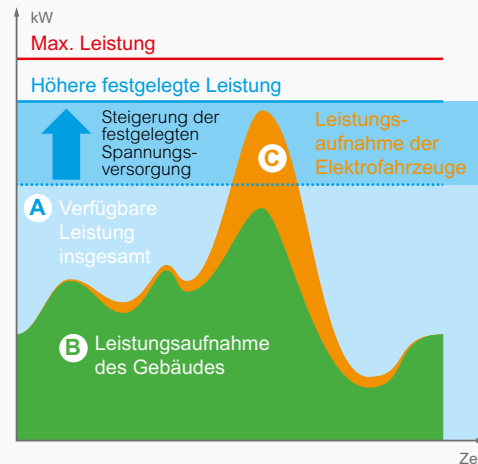 kW
Max. Leistung
Höhere festgelegte Leistung
Steigerung der
festgelegten
Spannungs-
versorgung
Leistungs-
aufnahme der
Elektrofahrzeuge
C
A Verfügbare
Leistung
insgesamt
B Leistungsaufnahme
des Gebäudes